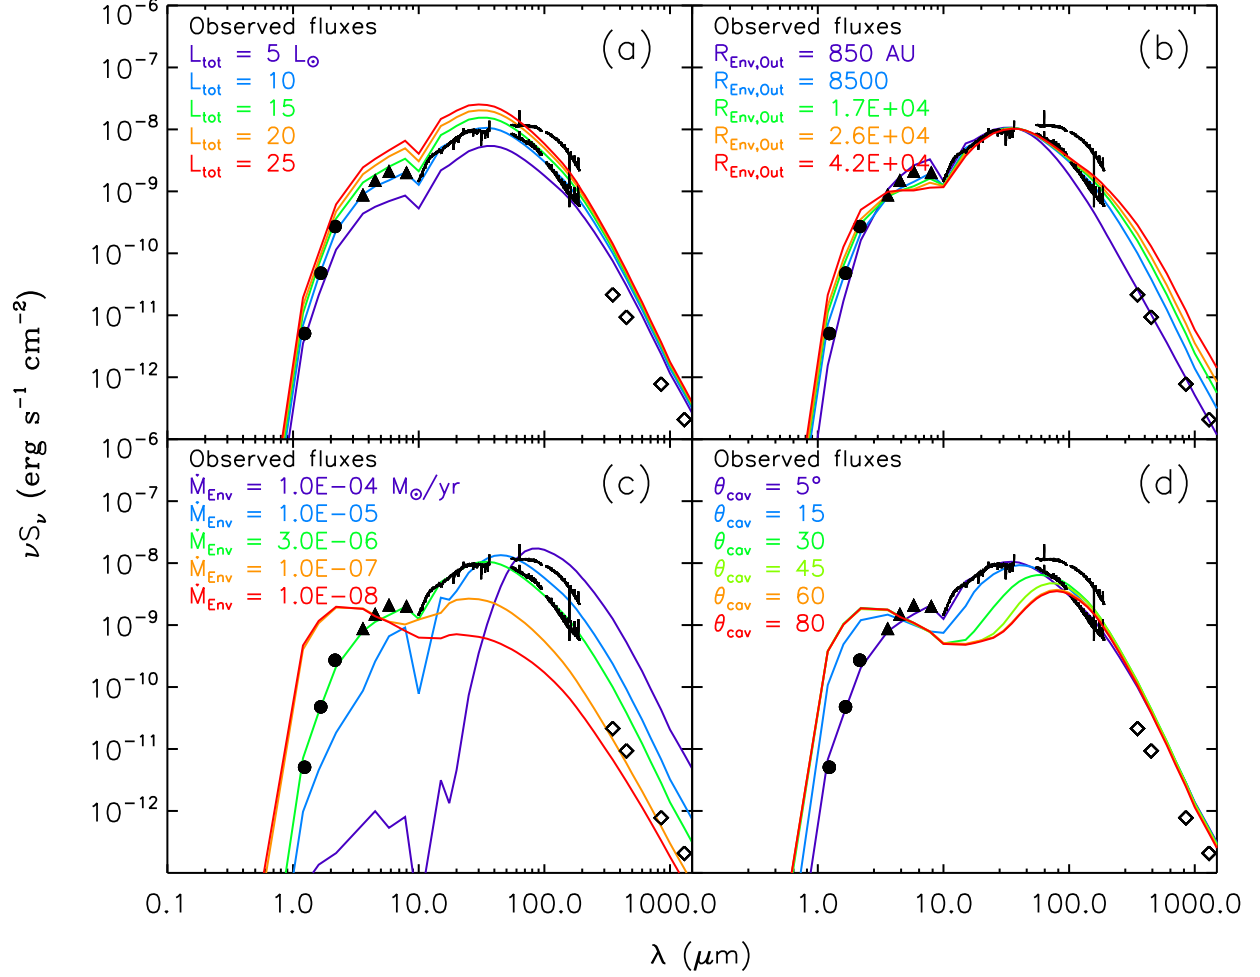 10⁻⁶
10⁻⁷
10⁻⁸
10⁻⁹
10⁻¹⁰
10⁻¹¹
10⁻¹²
Observed fluxes
L_tot = 5 L_⊙
L_tot = 10
L_tot = 15
L_tot = 20
L_tot = 25
(a)
Observed fluxes
R_Env,Out = 850 AU
R_Env,Out = 8500
R_Env,Out = 1.7E+04
R_Env,Out = 2.6E+04
R_Env,Out = 4.2E+04
(b)
νS_ν (erg s⁻¹ cm⁻²)
10⁻⁶
10⁻⁷
10⁻⁸
10⁻⁹
10⁻¹⁰
10⁻¹¹
10⁻¹²
Observed fluxes
Ṁ_Env = 1.0E−04 M_⊙/yr
Ṁ_Env = 1.0E−05
Ṁ_Env = 3.0E−06
Ṁ_Env = 1.0E−07
Ṁ_Env = 1.0E−08
(c)
Observed fluxes
θ_cav = 5°
θ_cav = 15
θ_cav = 30
θ_cav = 45
θ_cav = 60
θ_cav = 80
(d)
0.1 1.0 10.0 100.0 1000.0 1.0 10.0 100.0 1000.0
λ (μm)